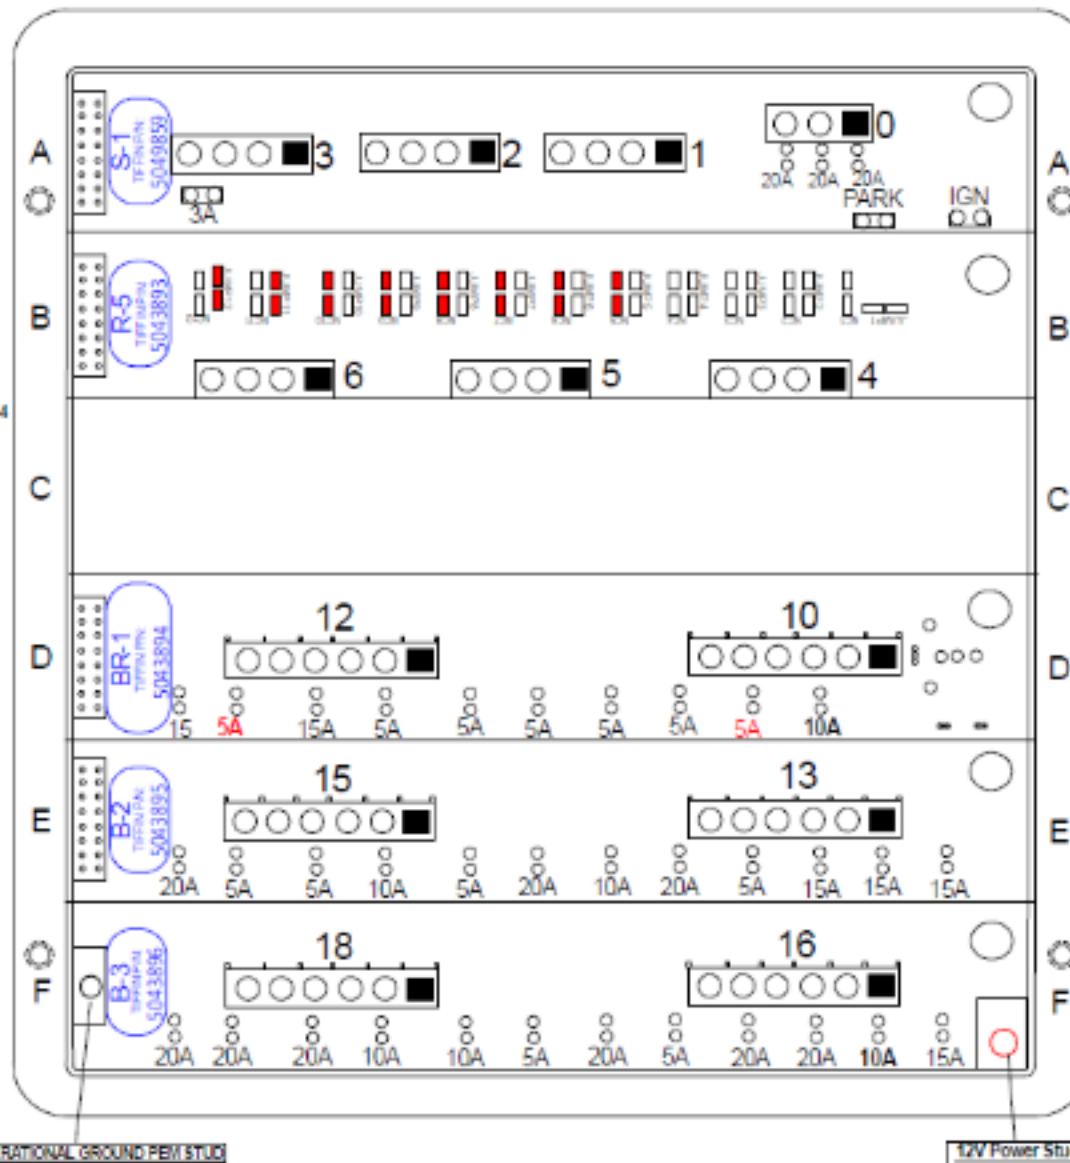 A
S-1
TIFFIN P/N:
5049859
3
2
1
0
A
3A
20A 20A 20A
PARK
IGN
B
R-5
TIFFIN P/N:
5043893
B
6
5
4
4
C
C
D
BR-1
TIFFIN P/N:
5043894
12
10
D
15 5A 15A 5A 5A 5A 5A 5A 5A 10A
E
B-2
TIFFIN P/N:
5043895
15
13
E
20A 5A 5A 10A 5A 20A 10A 20A 5A 15A 15A 15A
F
B-3
TIFFIN P/N:
5043896
18
16
F
20A 20A 20A 10A 10A 5A 20A 5A 20A 20A 10A 15A
RATIONAL GROUND PEM STUD
12V Power Stu